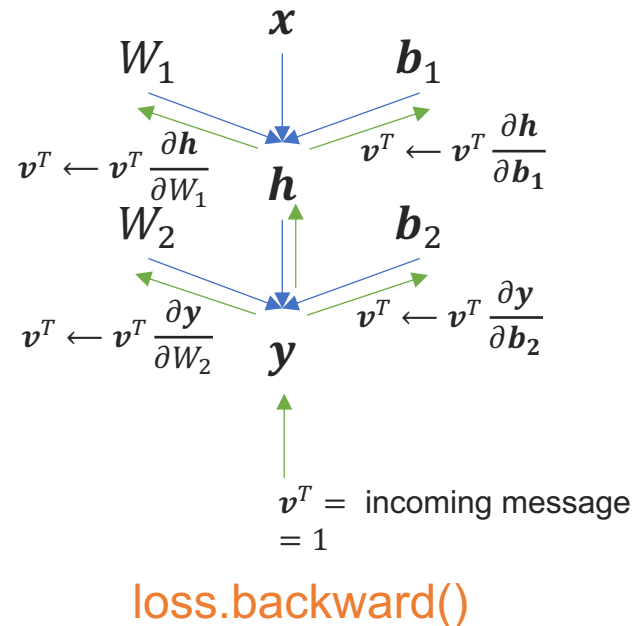 𝒙
𝑊₁ 𝒃₁
𝒗ᵀ ← 𝒗ᵀ ∂𝒉/∂𝑊₁ 𝒗ᵀ ← 𝒗ᵀ ∂𝒉/∂𝒃₁
𝒉
𝑊₂ 𝒃₂
𝒗ᵀ ← 𝒗ᵀ ∂𝒚/∂𝑊₂ 𝒗ᵀ ← 𝒗ᵀ ∂𝒚/∂𝒃₂
𝒚
𝒗ᵀ = incoming message
= 1
loss.backward()